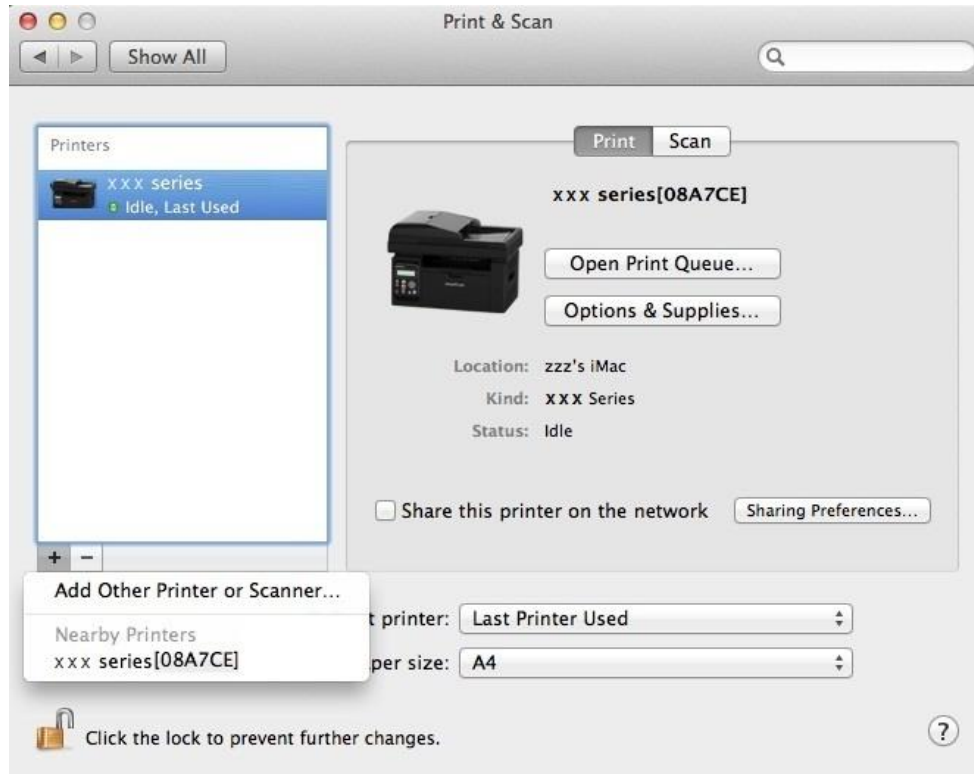 Print & Scan
Show All
Printers
xxx series
Idle, Last Used
Print Scan
xxx series[08A7CE]
Open Print Queue...
Options & Supplies...
Location: zzz's iMac
Kind: xxx Series
Status: Idle
Share this printer on the network Sharing Preferences...
+ −
Add Other Printer or Scanner...
Nearby Printers
xxx series[08A7CE]
t printer: Last Printer Used
per size: A4
Click the lock to prevent further changes.
?